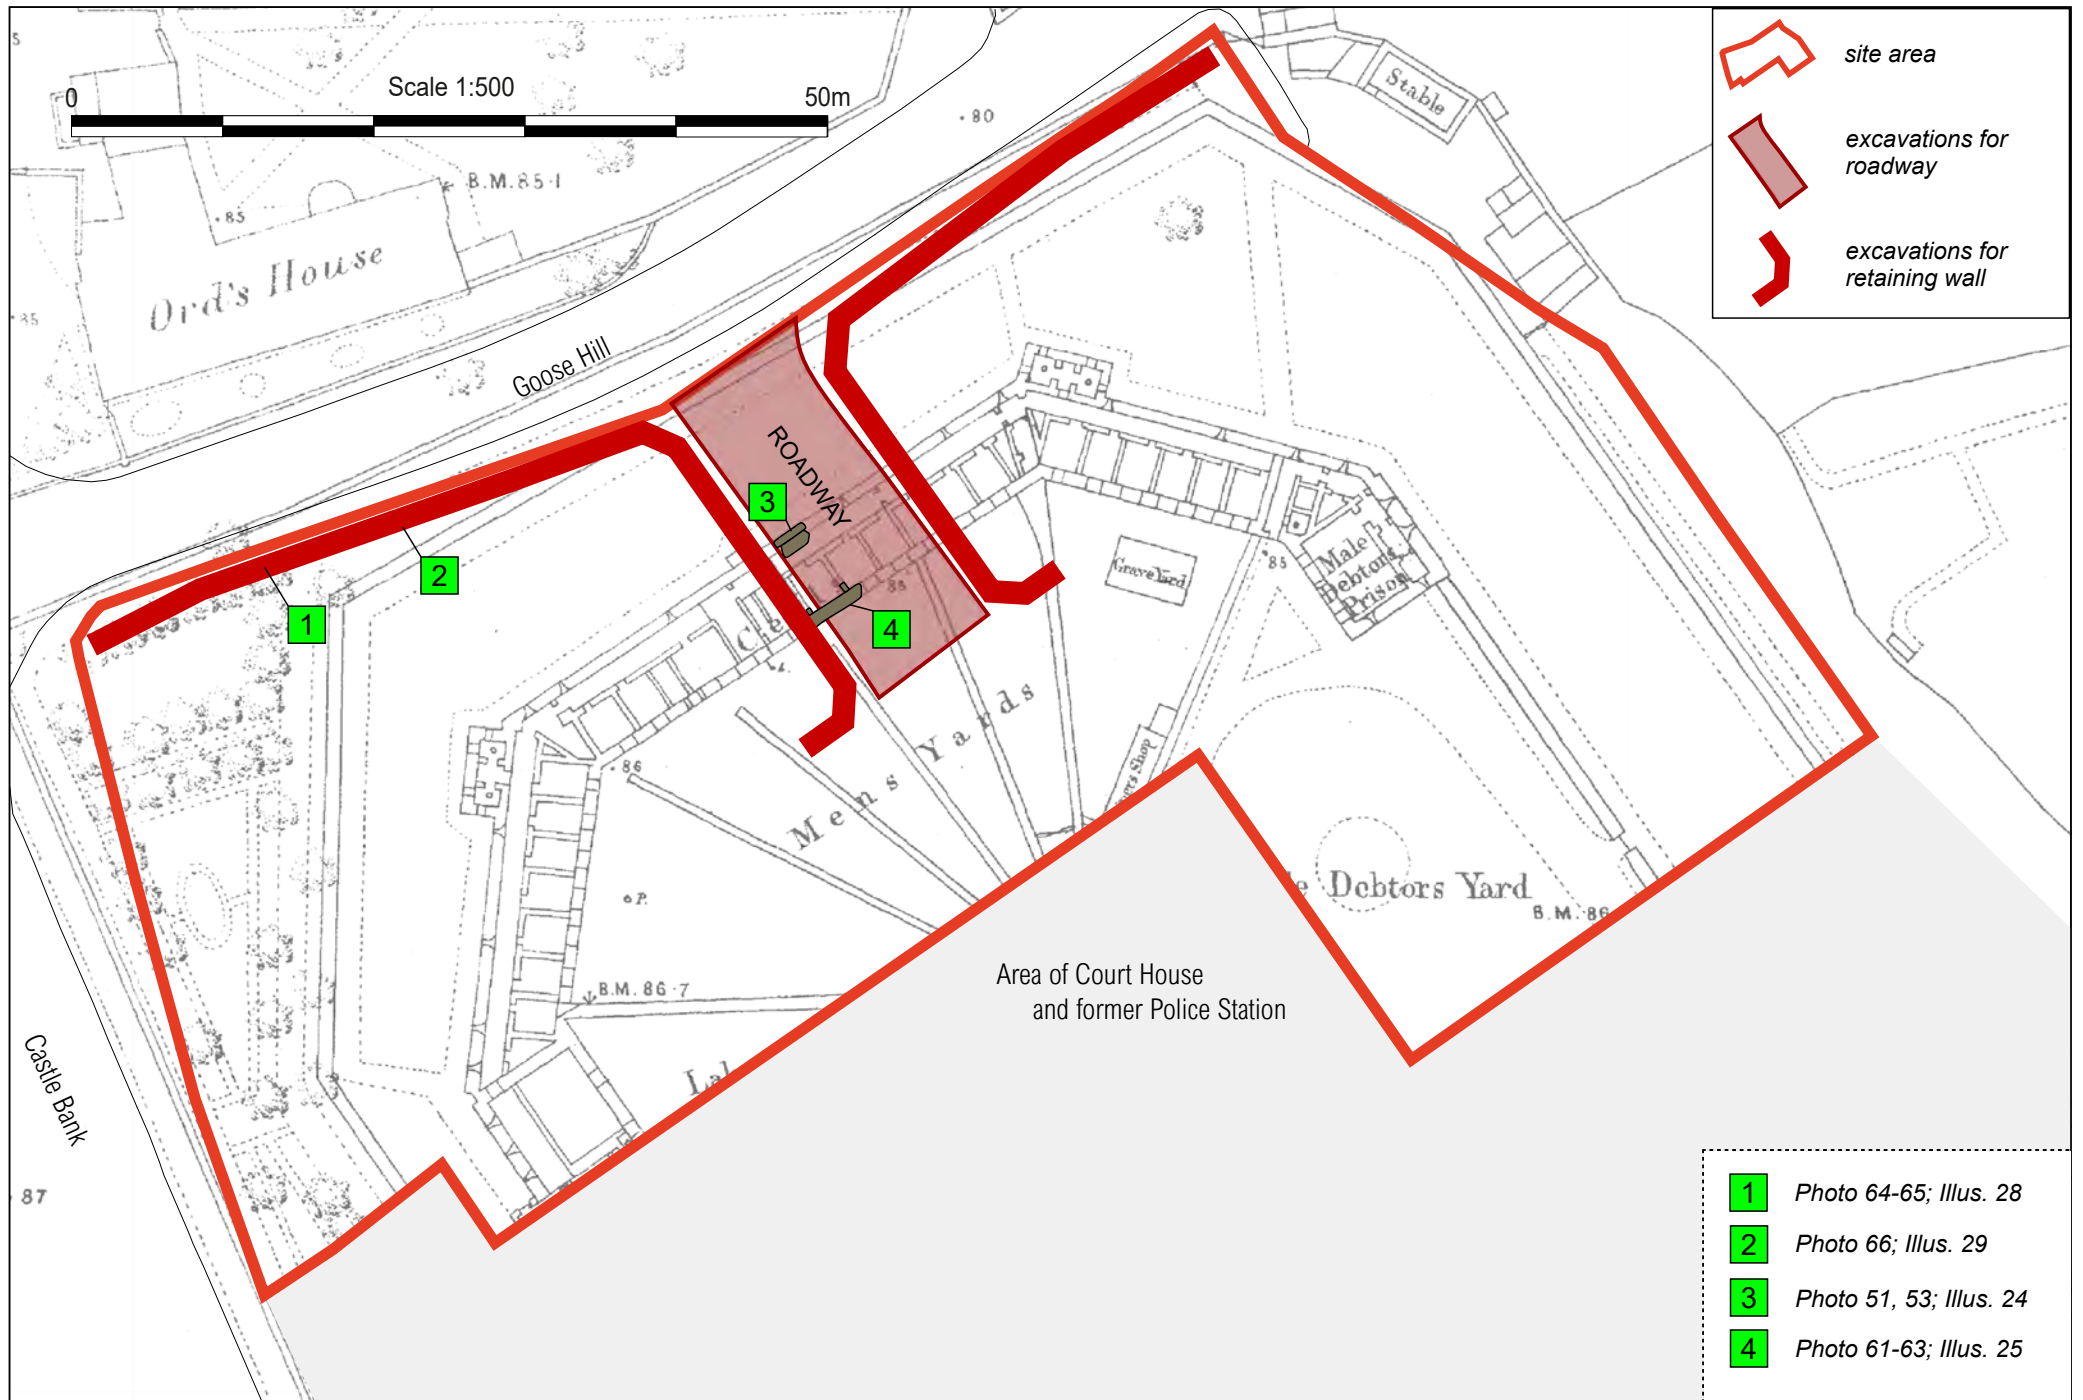 Scale 1:500
0
50m
80
Stable
B.M.85·1
85
Ord's House
85
Goose Hill
ROADWAY
3
2
1
4
85
Grave Yard
85
Male
Debtors
Prison
Mens Yards
Shop
86
P.
B.M. 86·7
Debtors Yard
B.M. 86
Area of Court House
and former Police Station
Castle Bank
87
site area
excavations for
roadway
excavations for
retaining wall
1 Photo 64-65; Illus. 28
2 Photo 66; Illus. 29
3 Photo 51, 53; Illus. 24
4 Photo 61-63; Illus. 25